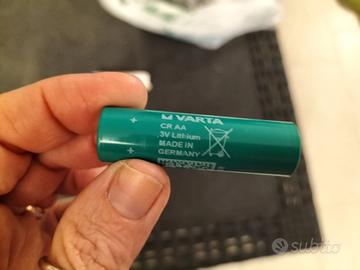 VARTA
CR AA
3V Lithium
MADE IN
GERMANY
+
+
subito